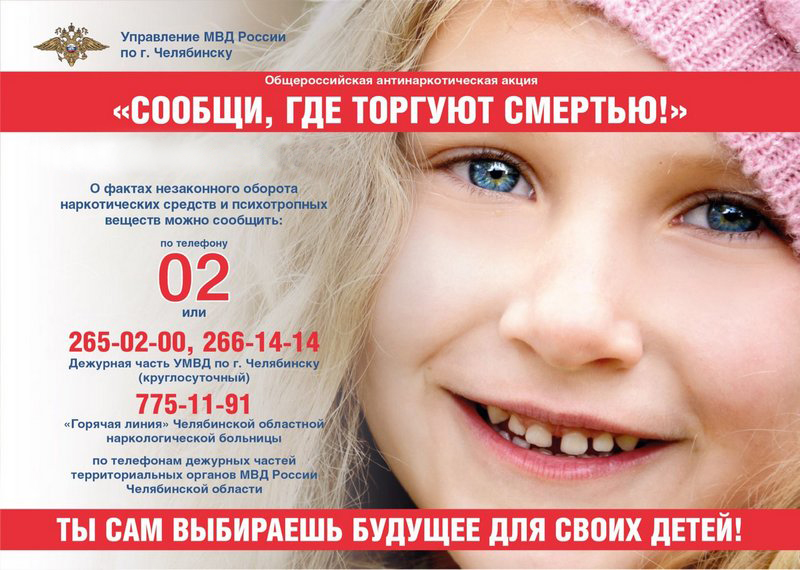 Управление МВД России
по г. Челябинску
Общероссийская антинаркотическая акция
«СООБЩИ, ГДЕ ТОРГУЮТ СМЕРТЬЮ!»
О фактах незаконного оборота
наркотических средств и психотропных
веществ можно сообщить:
по телефону
02
или
265-02-00, 266-14-14
Дежурная часть УМВД по г. Челябинску
(круглосуточный)
775-11-91
«Горячая линия» Челябинской областной
наркологической больницы
по телефонам дежурных частей
территориальных органов МВД России
Челябинской области
ТЫ САМ ВЫБИРАЕШЬ БУДУЩЕЕ ДЛЯ СВОИХ ДЕТЕЙ!